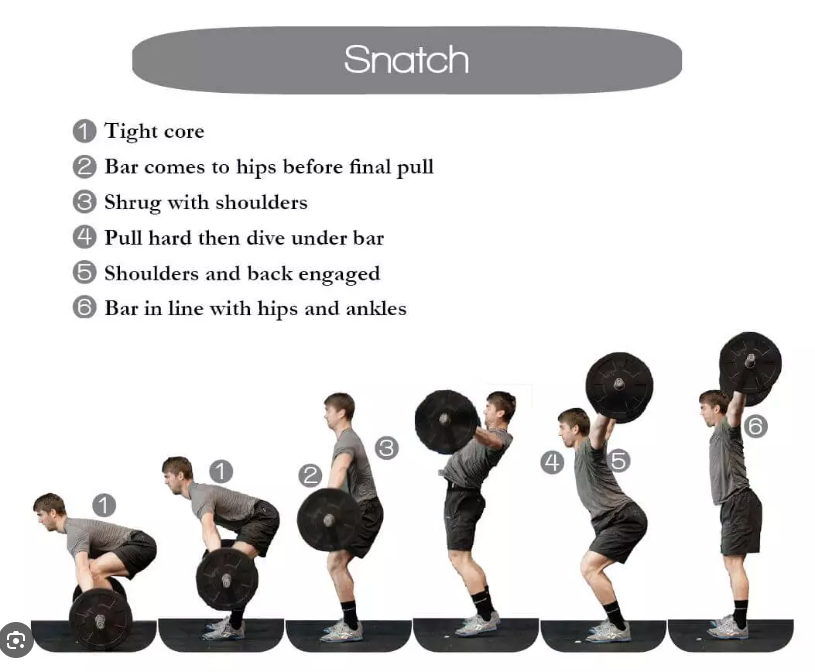 Snatch
1 Tight core
2 Bar comes to hips before final pull
3 Shrug with shoulders
4 Pull hard then dive under bar
5 Shoulders and back engaged
6 Bar in line with hips and ankles
1 1 2 3 4 5 6